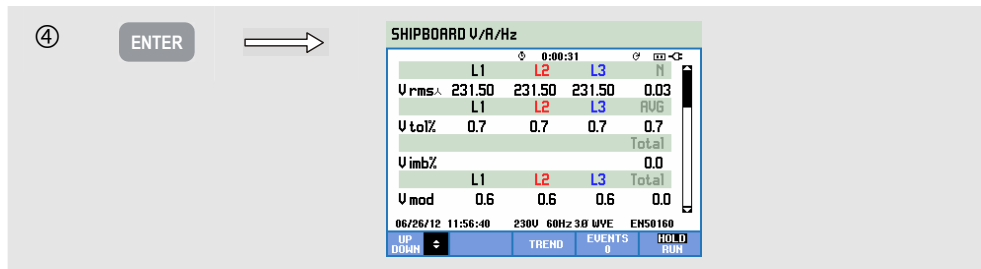 ④ ENTER
SHIPBOARD V/A/Hz
0:00:31
L1 L2 L3 N
V rms⅄ 231.50 231.50 231.50 0.03
L1 L2 L3 AVG
V tol% 0.7 0.7 0.7 0.7
Total
V imb% 0.0
L1 L2 L3 Total
V mod 0.6 0.6 0.6 0.0
06/26/12 11:56:40 230V 60Hz 3Ø WYE EN50160
UP DOWN TREND EVENTS 0 HOLD RUN